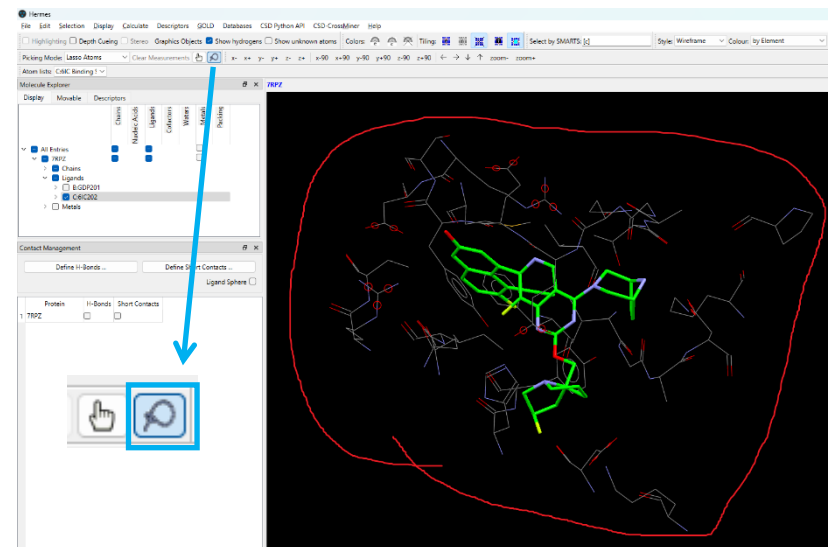 Hermes
File Edit Selection Display Calculate Descriptors GOLD Databases CSD Python API CSD-CrossMiner Help
Highlighting Depth Cueing Stereo Graphics Objects Show hydrogens Show unknown atoms Colors: Tiling: Select by SMARTS: [c] Style: Wireframe Colour: by Element
Picking Mode: Lasso Atoms Clear Measurements x- x+ y- y+ z- z+ x-90 x+90 y-90 y+90 z-90 z+90 ← → ↓ ↑ zoom- zoom+
Atom lists: C:6IC Binding S
Molecule Explorer
7RPZ
Display Movable Descriptors
Chains
Nucleic Acids
Ligands
Cofactors
Waters
Metals
Packing
All Entries
7RPZ
Chains
Ligands
B:GDP201
C:6IC202
Metals
Contact Management
Define H-Bonds ... Define Short Contacts ...
Ligand Sphere
Protein H-Bonds Short Contacts
1 7RPZ